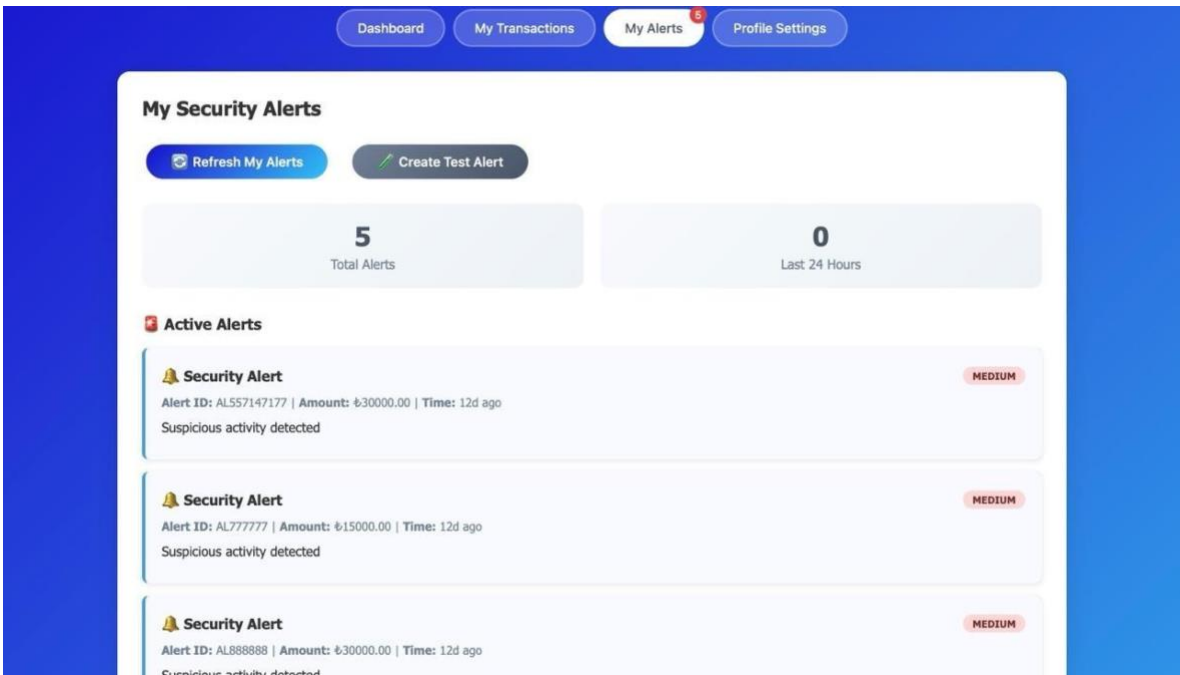 Dashboard My Transactions My Alerts 5 Profile Settings
My Security Alerts
Refresh My Alerts Create Test Alert
5 0
Total Alerts Last 24 Hours
Active Alerts
Security Alert MEDIUM
Alert ID: AL557147177 | Amount: ₺30000.00 | Time: 12d ago
Suspicious activity detected
Security Alert MEDIUM
Alert ID: AL777777 | Amount: ₺15000.00 | Time: 12d ago
Suspicious activity detected
Security Alert MEDIUM
Alert ID: AL888888 | Amount: ₺30000.00 | Time: 12d ago
Suspicious activity detected